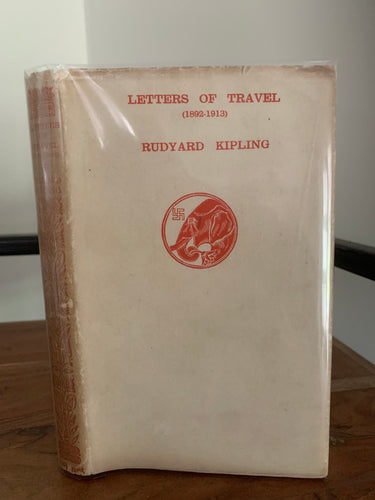 LETTERS OF TRAVEL
(1892-1913)
RUDYARD KIPLING